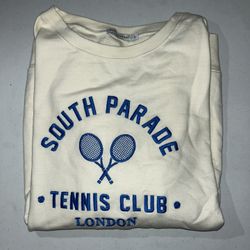 SOUTH PARADE
• TENNIS CLUB •
LONDON